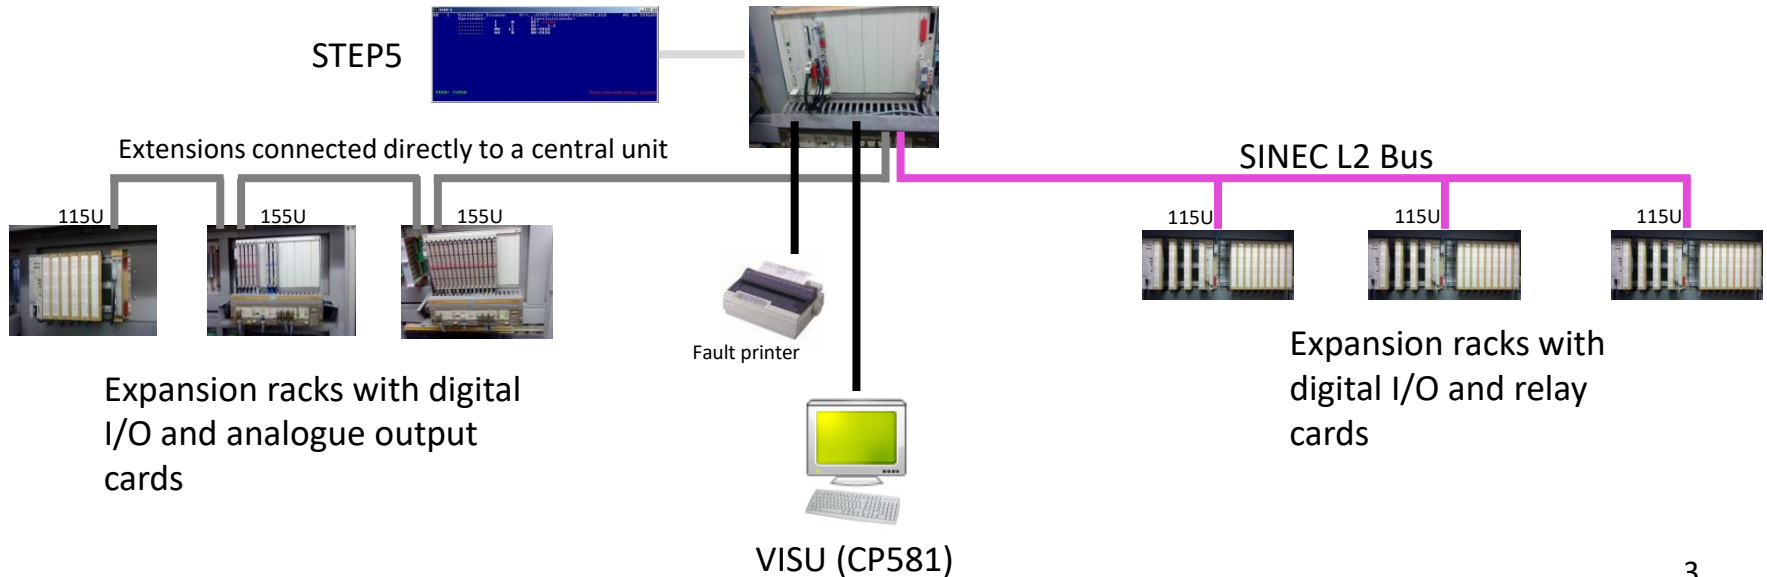 STEP5
Extensions connected directly to a central unit
SINEC L2 Bus
115U
155U
155U
115U
115U
115U
Fault printer
Expansion racks with digital
I/O and analogue output
cards
Expansion racks with
digital I/O and relay
cards
VISU (CP581)
3